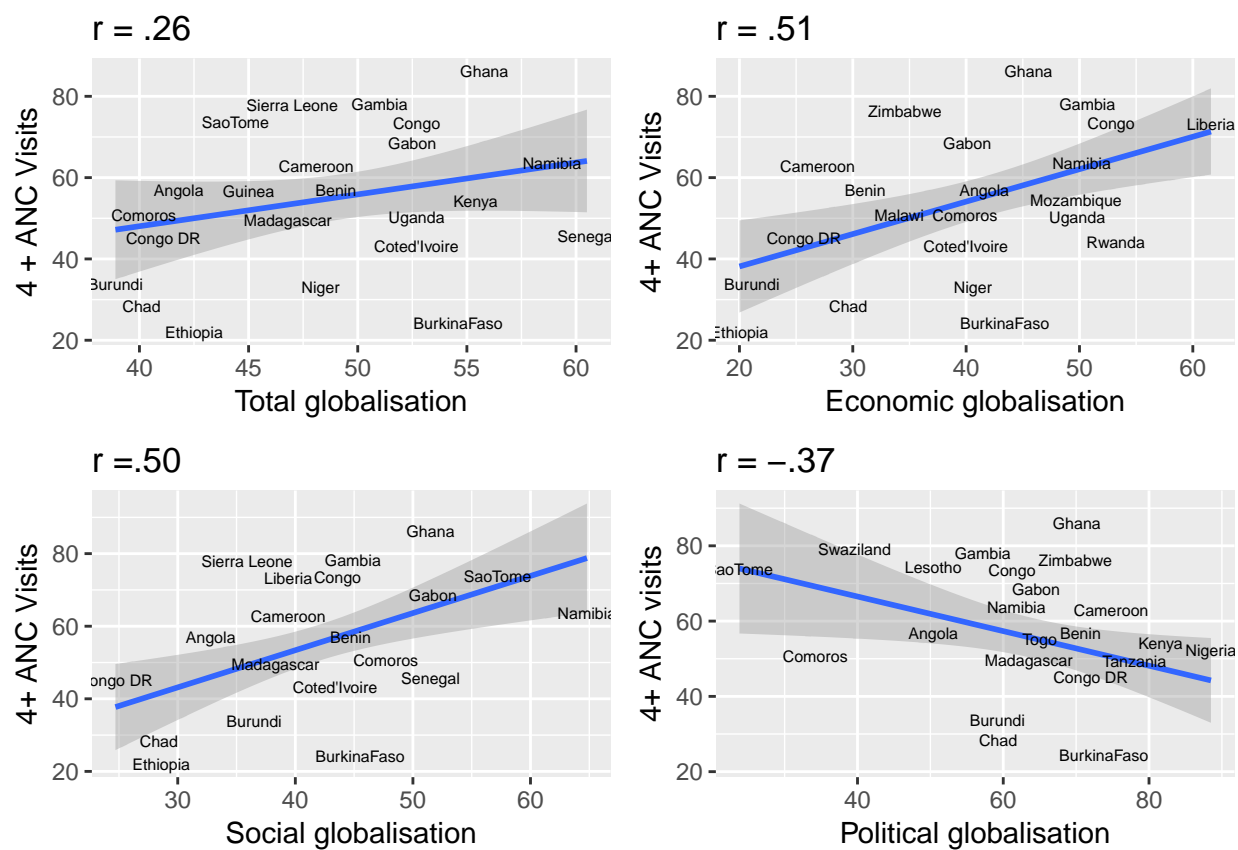 r = .26
4 + ANC Visits
80
60
40
20
Ghana
Sierra Leone
Gambia
SaoTome
Congo
Gabon
Cameroon
Namibia
Angola
Guinea
Benin
Kenya
Comoros
Madagascar
Uganda
Congo DR
Coted'Ivoire
Senega
Burundi
Niger
Chad
BurkinaFaso
Ethiopia
40 45 50 55 60
Total globalisation
r = .51
4+ ANC Visits
80
60
40
20
Ghana
Gambia
Zimbabwe
Congo
Liberia
Gabon
Cameroon
Namibia
Benin
Angola
Mozambique
Malawi
Comoros
Uganda
Congo DR
Coted'Ivoire
Rwanda
Burundi
Niger
Chad
BurkinaFaso
Ethiopia
20 30 40 50 60
Economic globalisation
r =.50
4+ ANC Visits
80
60
40
20
Ghana
Sierra Leone
Gambia
Liberia
Congo
SaoTome
Gabon
Cameroon
Namibia
Angola
Benin
Madagascar
Comoros
ongo DR
Senegal
Coted'Ivoire
Burundi
Chad
BurkinaFaso
Ethiopia
30 40 50 60
Social globalisation
r = −.37
4+ ANC visits
80
60
40
20
Ghana
Swaziland
Gambia
Zimbabwe
aoTome
Lesotho
Congo
Gabon
Namibia
Cameroon
Angola
Togo
Benin
Kenya
Nigeria
Comoros
Madagascar
Tanzania
Congo DR
Burundi
Chad
BurkinaFaso
40 60 80
Political globalisation